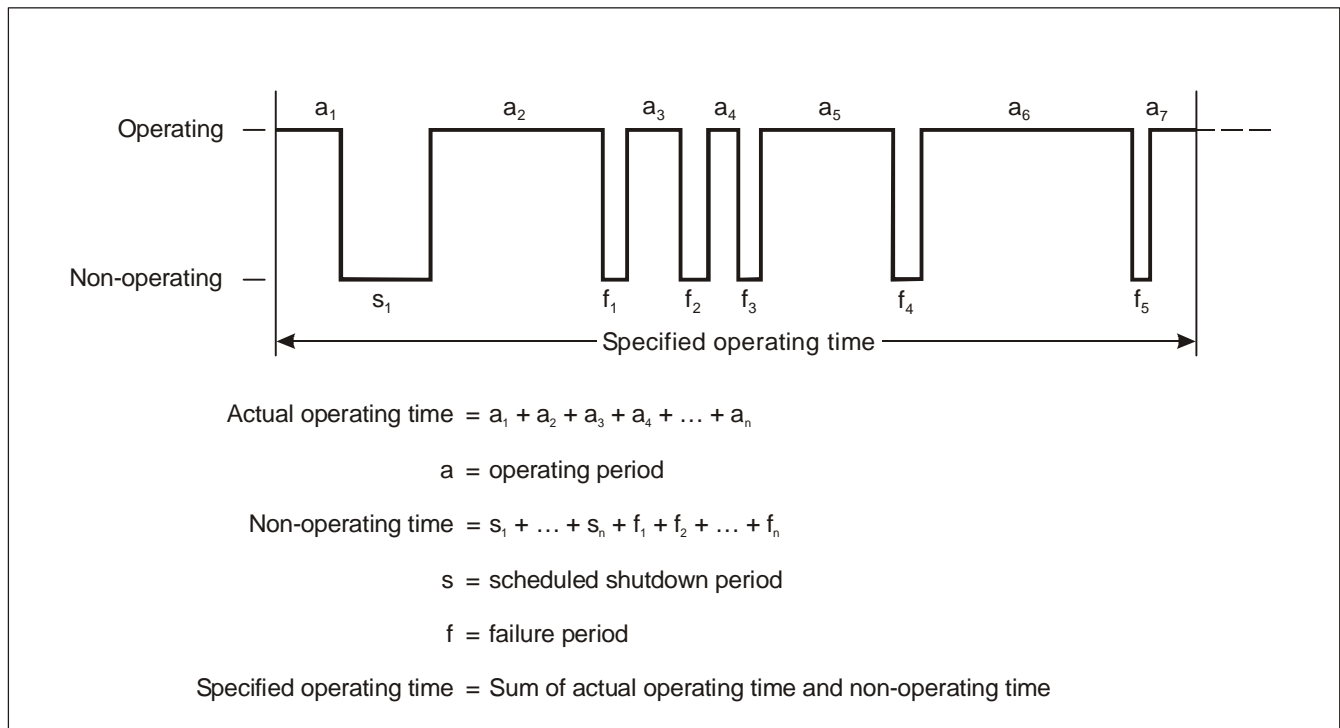 a₁ a₂ a₃ a₄ a₅ a₆ a₇
Operating
Non-operating
s₁ f₁ f₂ f₃ f₄ f₅
Specified operating time
Actual operating time = a₁ + a₂ + a₃ + a₄ + … + aₙ
a = operating period
Non-operating time = s₁ + … + sₙ + f₁ + f₂ + … + fₙ
s = scheduled shutdown period
f = failure period
Specified operating time = Sum of actual operating time and non-operating time